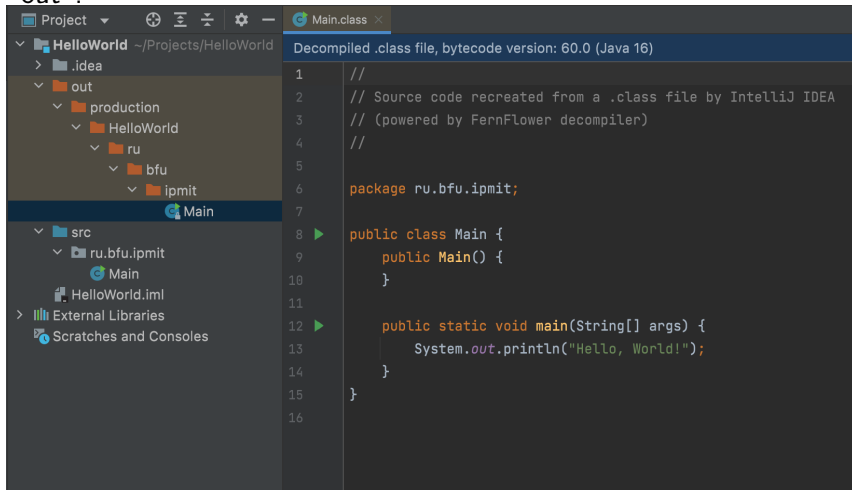 out .
Project
HelloWorld ~/Projects/HelloWorld
.idea
out
production
HelloWorld
ru
bfu
ipmit
Main
src
ru.bfu.ipmit
Main
HelloWorld.iml
External Libraries
Scratches and Consoles
Main.class
Decompiled .class file, bytecode version: 60.0 (Java 16)
1 //
2 // Source code recreated from a .class file by IntelliJ IDEA
3 // (powered by FernFlower decompiler)
4 //
5
6 package ru.bfu.ipmit;
7
8 public class Main {
9 public Main() {
10 }
11
12 public static void main(String[] args) {
13 System.out.println("Hello, World!");
14 }
15 }
16